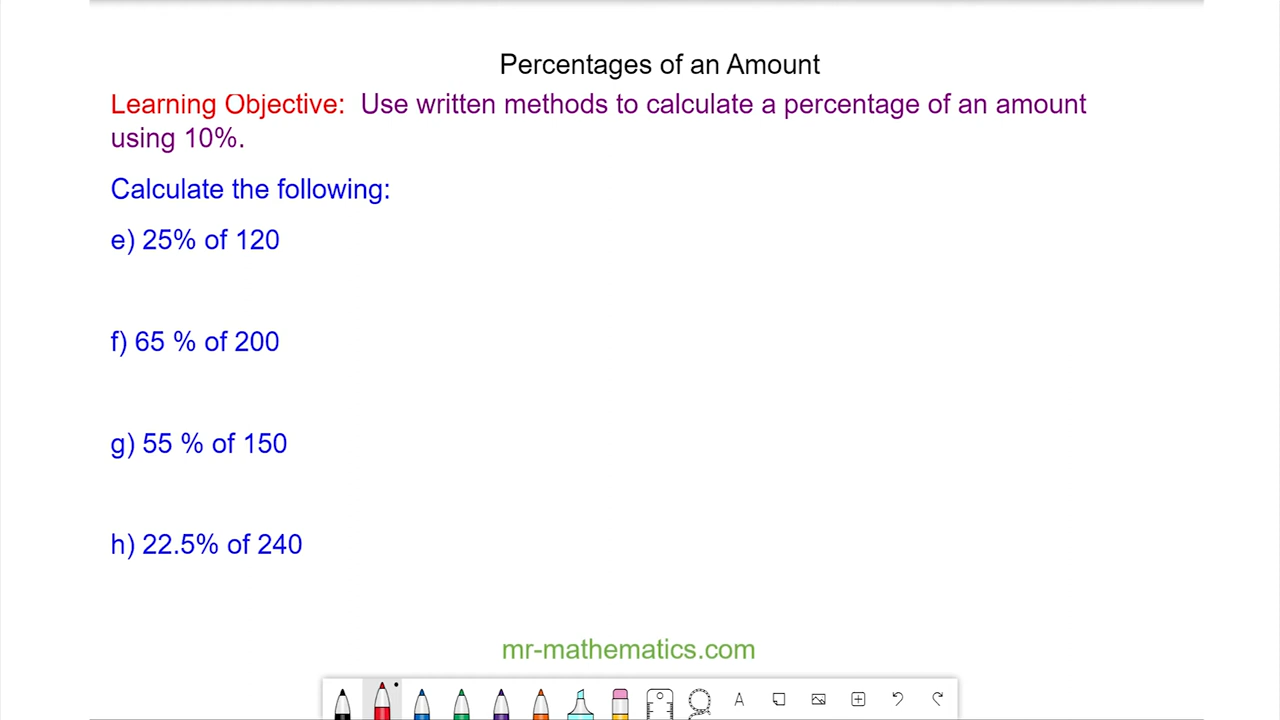 Percentages of an Amount
Learning Objective: Use written methods to calculate a percentage of an amount
using 10%.
Calculate the following:
e) 25% of 120
f) 65 % of 200
g) 55 % of 150
h) 22.5% of 240
mr-mathematics.com
A